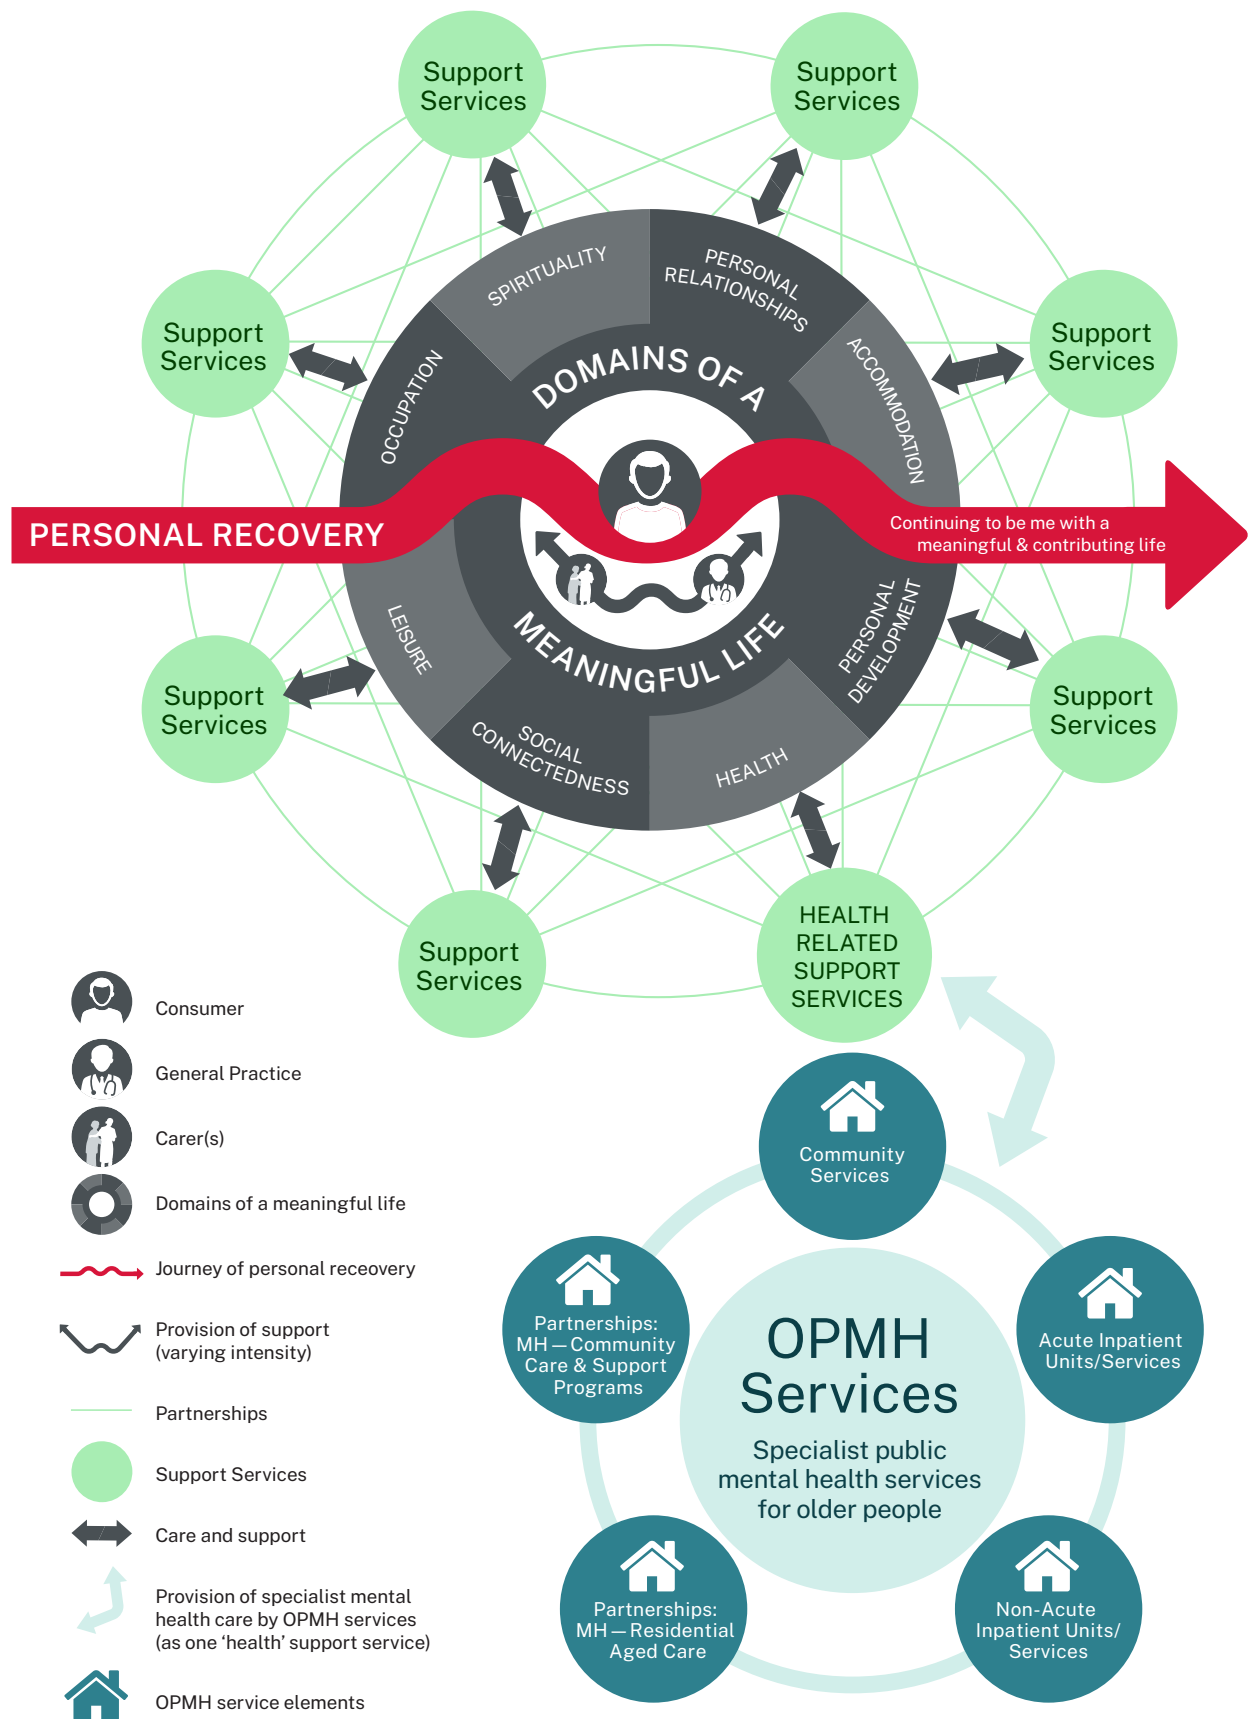 Support
Services
Support
Services
SPIRITUALITY
PERSONAL
RELATIONSHIPS
Support
Services
OCCUPATION
ACCOMMODATION
Support
Services
DOMAINS OF A
PERSONAL RECOVERY
Continuing to be me with a
meaningful & contributing life
MEANINGFUL LIFE
LEISURE
PERSONAL
DEVELOPMENT
Support
Services
Support
Services
SOCIAL
CONNECTEDNESS
HEALTH
Support
Services
HEALTH
RELATED
SUPPORT
SERVICES
Consumer
General Practice
Carer(s)
Domains of a meaningful life
Journey of personal receovery
Provision of support
(varying intensity)
Partnerships
Support Services
Care and support
Provision of specialist mental
health care by OPMH services
(as one ‘health’ support service)
OPMH service elements
Community
Services
Partnerships:
MH — Community
Care & Support
Programs
Acute Inpatient
Units/Services
OPMH
Services
Specialist public
mental health services
for older people
Partnerships:
MH — Residential
Aged Care
Non-Acute
Inpatient Units/
Services